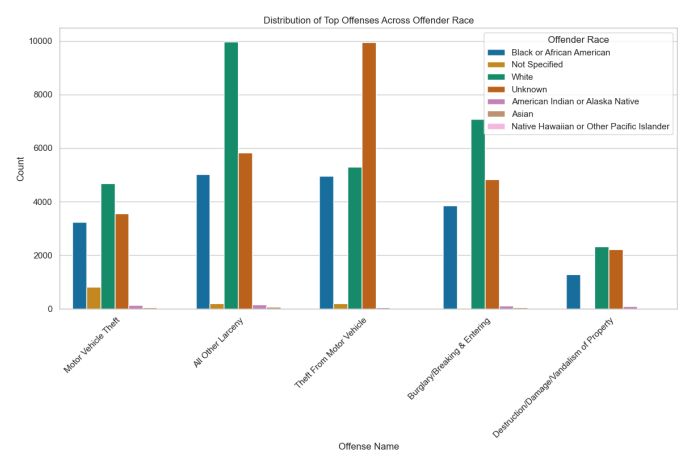 Distribution of Top Offenses Across Offender Race
Offender Race
Black or African American
Not Specified
White
Unknown
American Indian or Alaska Native
Asian
Native Hawaiian or Other Pacific Islander
10000
8000
6000
4000
2000
0
Count
Motor Vehicle Theft
All Other Larceny
Theft From Motor Vehicle
Burglary/Breaking & Entering
Destruction/Damage/Vandalism of Property
Offense Name